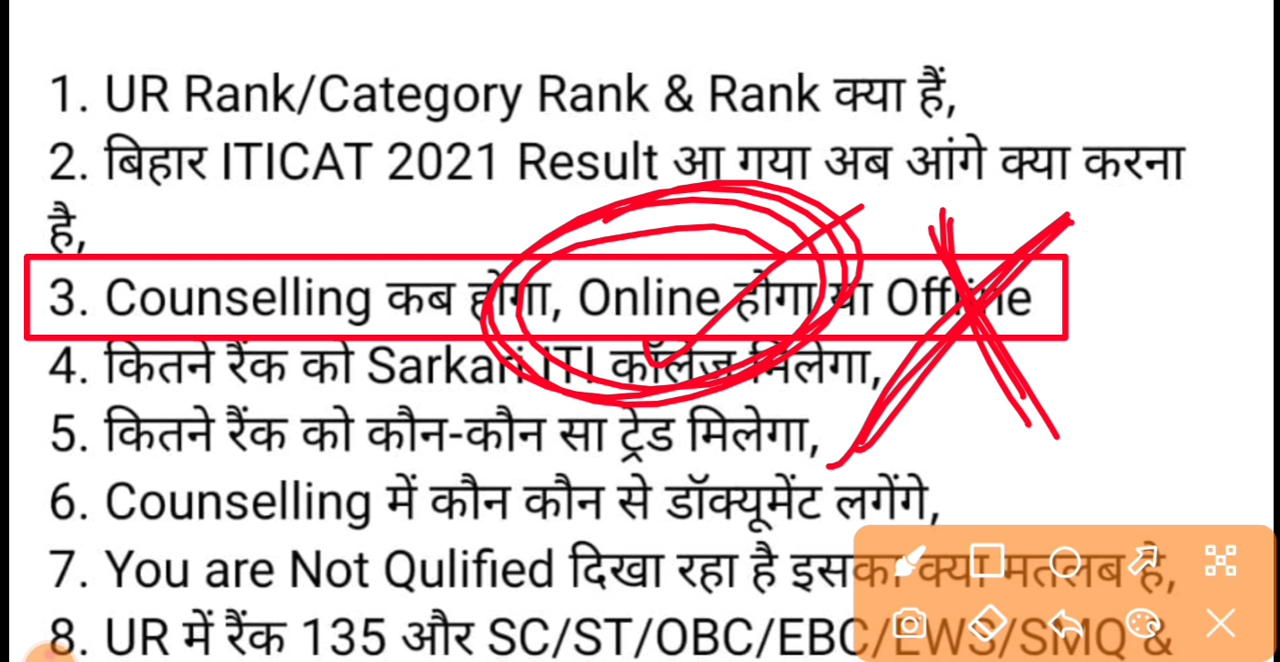 1. UR Rank/Category Rank & Rank क्या हैं,
2. बिहार ITICAT 2021 Result आ गया अब आंगे क्या करना
है,
3. Counselling कब होगा, Online होगा या Offline
4. कितने रैंक को Sarkari ITI कॉलेज मिलेगा,
5. कितने रैंक को कौन-कौन सा ट्रेड मिलेगा,
6. Counselling में कौन कौन से डॉक्यूमेंट लगेंगे,
7. You are Not Qulified दिखा रहा है इसका क्या मतलब है,
8. UR में रैंक 135 और SC/ST/OBC/EBC/EWS/SMQ &